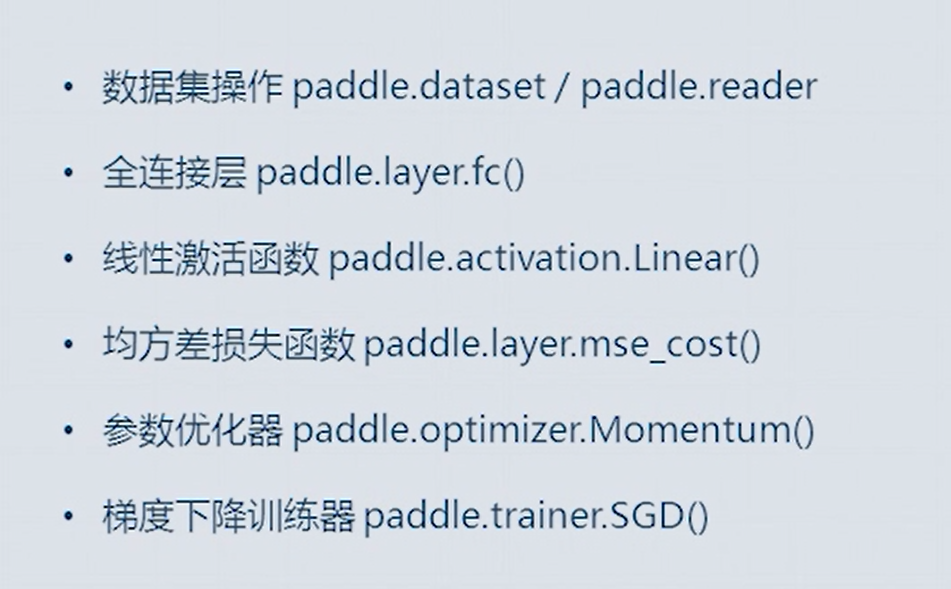 • 数据集操作 paddle.dataset / paddle.reader
• 全连接层 paddle.layer.fc()
• 线性激活函数 paddle.activation.Linear()
• 均方差损失函数 paddle.layer.mse_cost()
• 参数优化器 paddle.optimizer.Momentum()
• 梯度下降训练器 paddle.trainer.SGD()